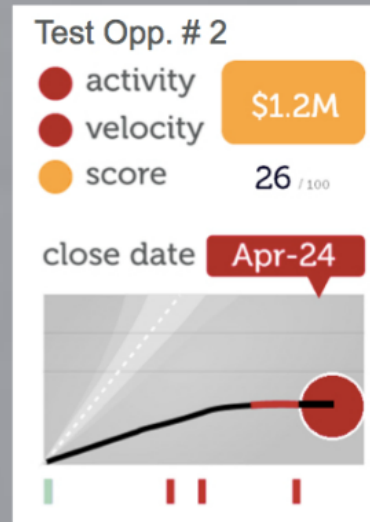 Test Opp. # 2
activity
velocity
$1.2M
score
26 / 100
close date
Apr-24